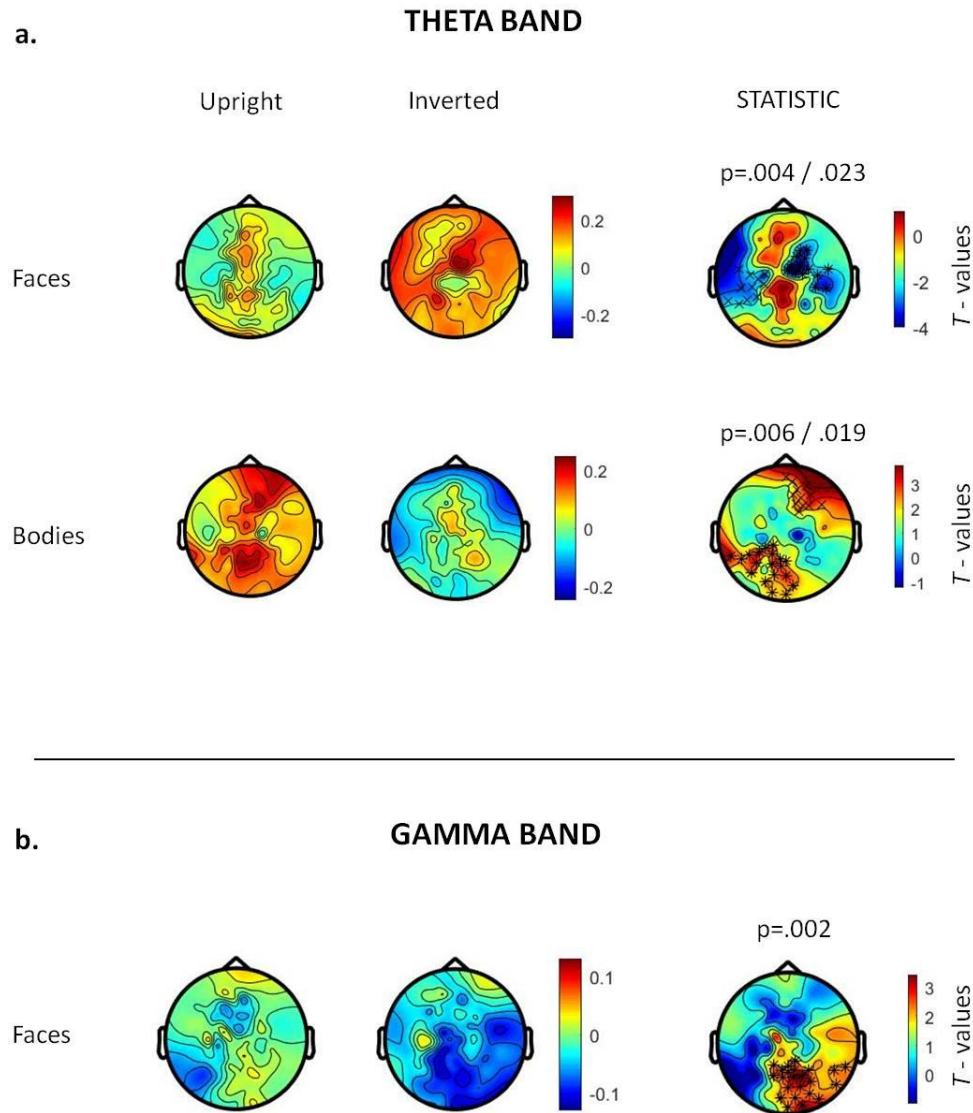 a.
THETA BAND
Upright Inverted STATISTIC
p=.004 / .023
Faces
0.2
0
-0.2
0
-2
-4
T - values
p=.006 / .019
Bodies
0.2
0
-0.2
3
2
1
0
-1
T - values
b.
GAMMA BAND
p=.002
Faces
0.1
0
-0.1
3
2
1
0
T - values